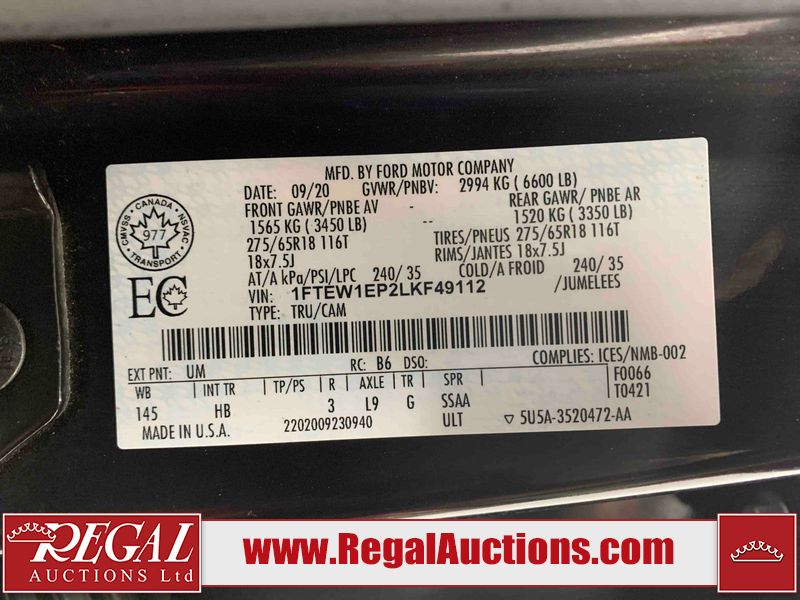 MFD. BY FORD MOTOR COMPANY
DATE: 09/20 GVWR/PNBV: 2994 KG ( 6600 LB)
FRONT GAWR/PNBE AV -- REAR GAWR/ PNBE AR
1565 KG ( 3450 LB) -- 1520 KG ( 3350 LB)
275/65R18 116T TIRES/PNEUS 275/65R18 116T
18x7.5J RIMS/JANTES 18x7.5J
AT/A kPa/PSI/LPC 240/ 35 COLD/A FROID 240/ 35
VIN: 1FTEW1EP2LKF49112 /JUMELEES
TYPE: TRU/CAM
CMVSS · CANADA · NSVAC
977
TRANSPORT
EC
EXT PNT: UM RC: B6 DSO: COMPLIES: ICES/NMB-002
WB INT TR TP/PS R AXLE TR SPR F0066
145 HB 3 L9 G SSAA T0421
MADE IN U.S.A. 2202009230940 ULT ▽ 5U5A-3520472-AA
REGAL
AUCTIONS Ltd
www.RegalAuctions.com